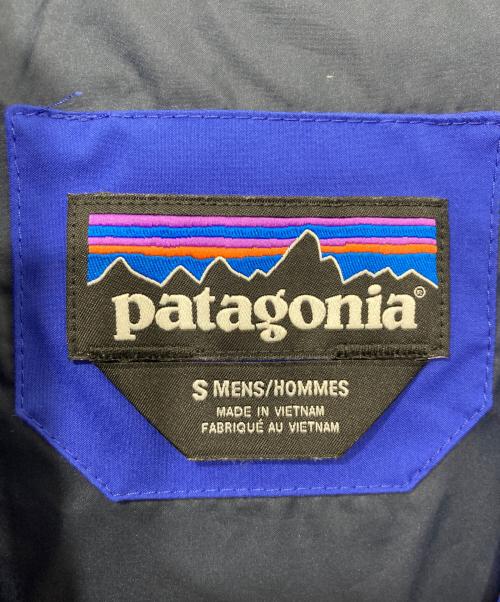 patagonia®
S MENS/HOMMES
MADE IN VIETNAM
FABRIQUÉ AU VIETNAM